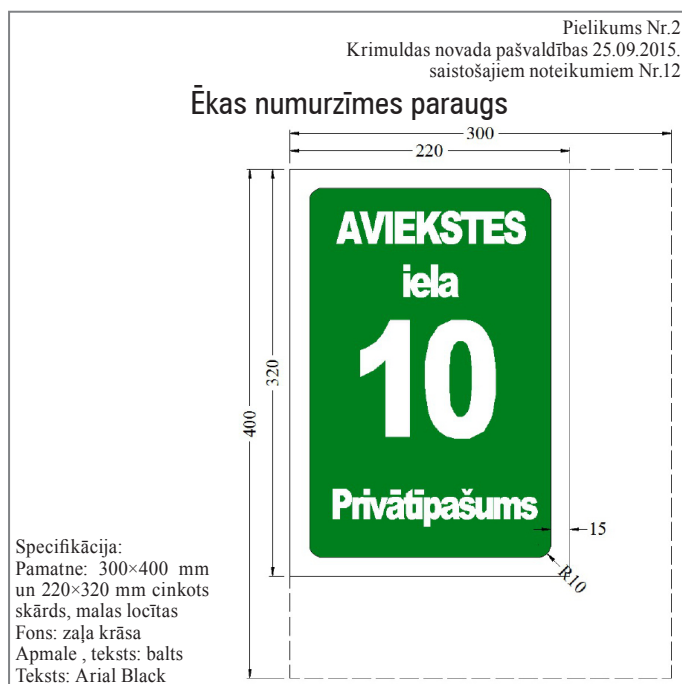 Pielikums Nr.2
Krimuldas novada pašvaldības 25.09.2015.
saistošajiem noteikumiem Nr.12
Ēkas numurzīmes paraugs
300
220
AVIEKSTES
iela
10
Privātīpašums
320
400
15
R10
Specifikācija:
Pamatne: 300×400 mm
un 220×320 mm cinkots
skārds, malas locītas
Fons: zaļa krāsa
Apmale , teksts: balts
Teksts: Arial Black